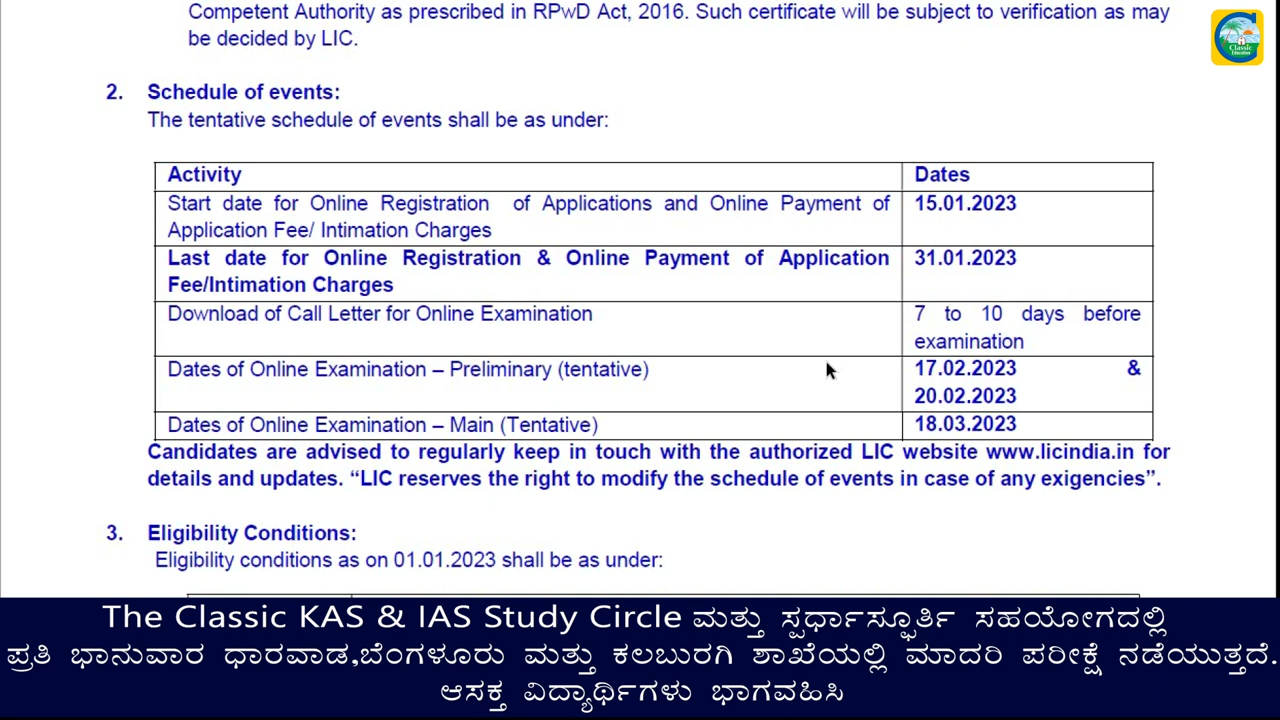 Competent Authority as prescribed in RPwD Act, 2016. Such certificate will be subject to verification as may
be decided by LIC.
Classic
Education
2. Schedule of events:
The tentative schedule of events shall be as under:
Activity Dates
Start date for Online Registration of Applications and Online Payment of 15.01.2023
Application Fee/ Intimation Charges
Last date for Online Registration & Online Payment of Application 31.01.2023
Fee/Intimation Charges
Download of Call Letter for Online Examination 7 to 10 days before
examination
Dates of Online Examination – Preliminary (tentative) 17.02.2023 &
20.02.2023
Dates of Online Examination – Main (Tentative) 18.03.2023
Candidates are advised to regularly keep in touch with the authorized LIC website www.licindia.in for
details and updates. “LIC reserves the right to modify the schedule of events in case of any exigencies”.
3. Eligibility Conditions:
Eligibility conditions as on 01.01.2023 shall be as under:
The Classic KAS & IAS Study Circle ಮತ್ತು ಸ್ಪರ್ಧಾಸ್ಫೂರ್ತಿ ಸಹಯೋಗದಲ್ಲಿ
ಪ್ರತಿ ಭಾನುವಾರ ಧಾರವಾಡ,ಬೆಂಗಳೂರು ಮತ್ತು ಕಲಬುರಗಿ ಶಾಖೆಯಲ್ಲಿ ಮಾದರಿ ಪರೀಕ್ಷೆ ನಡೆಯುತ್ತದೆ.
ಆಸಕ್ತ ವಿದ್ಯಾರ್ಥಿಗಳು ಭಾಗವಹಿಸಿ